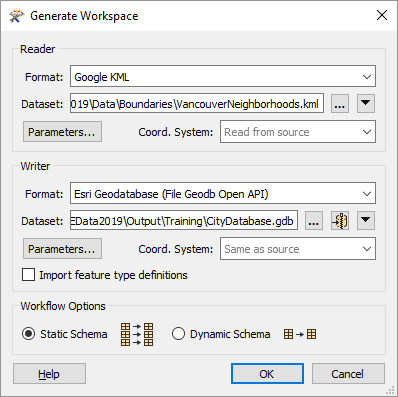 Generate Workspace
Reader
Format: Google KML
Dataset: 019\Data\Boundaries\VancouverNeighborhoods.kml ...
Parameters... Coord. System: Read from source
Writer
Format: Esri Geodatabase (File Geodb Open API)
Dataset: EData2019\Output\Training\CityDatabase.gdb ...
Parameters... Coord. System: Same as source
Import feature type definitions
Workflow Options
Static Schema Dynamic Schema
Help OK Cancel